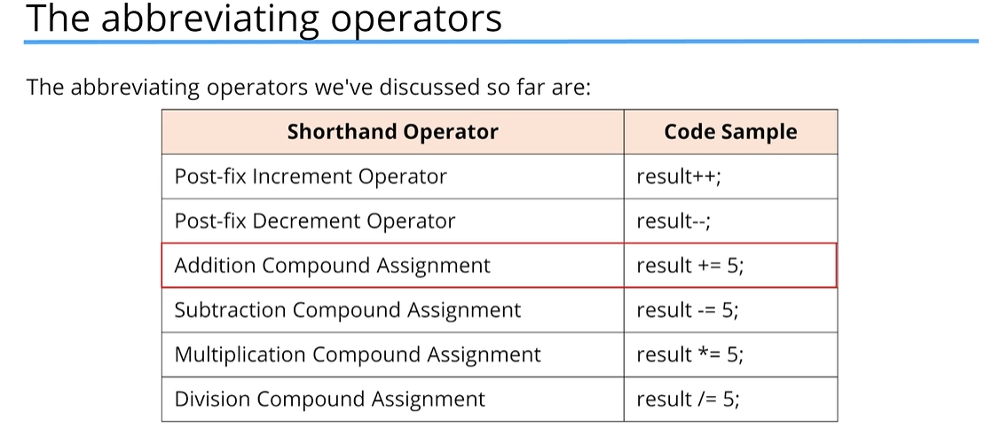 The abbreviating operators
The abbreviating operators we've discussed so far are:
Shorthand Operator Code Sample
Post-fix Increment Operator result++;
Post-fix Decrement Operator result--;
Addition Compound Assignment result += 5;
Subtraction Compound Assignment result -= 5;
Multiplication Compound Assignment result *= 5;
Division Compound Assignment result /= 5;